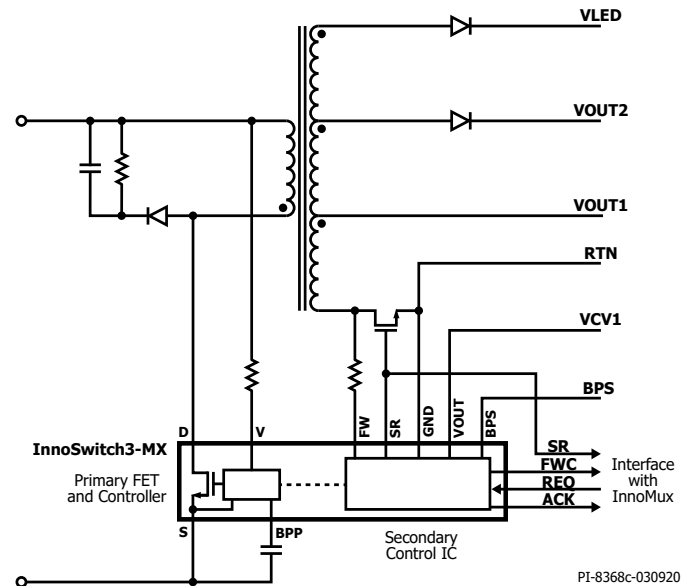 VLED
VOUT2
VOUT1
RTN
VCV1
BPS
D
V
FW
SR
GND
VOUT
BPS
InnoSwitch3-MX
Primary FET
and Controller
SR
FWC
REQ
ACK
Interface
with
InnoMux
S
BPP
Secondary
Control IC
PI-8368c-030920